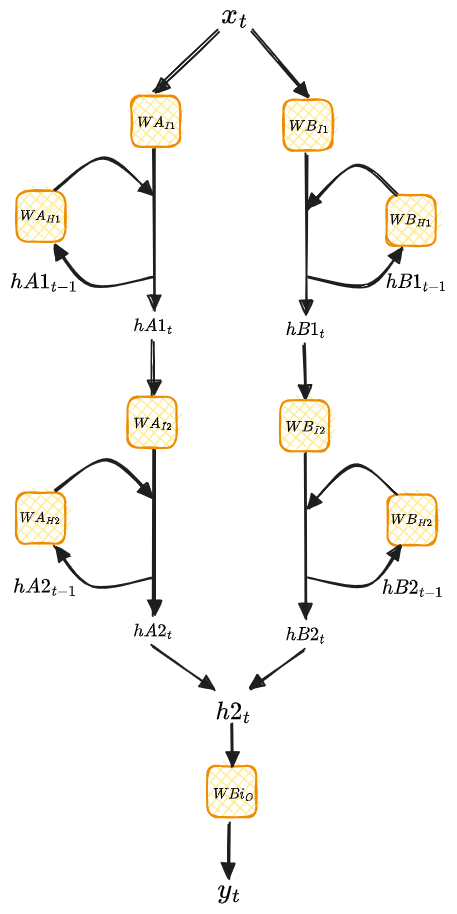 x_t
WA_{I1} WB_{I1}
WA_{H1} WB_{H1}
hA1_{t-1} hB1_{t-1}
hA1_t hB1_t
WA_{I2} WB_{I2}
WA_{H2} WB_{H2}
hA2_{t-1} hB2_{t-1}
hA2_t hB2_t
h2_t
WBi_O
y_t